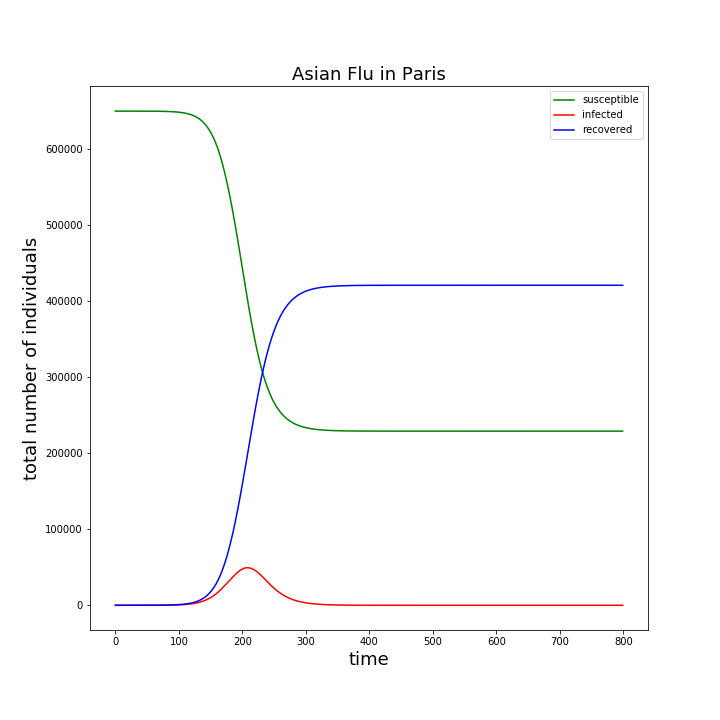 Asian Flu in Paris
susceptible
infected
recovered
total number of individuals
600000
500000
400000
300000
200000
100000
0
0 100 200 300 400 500 600 700 800
time